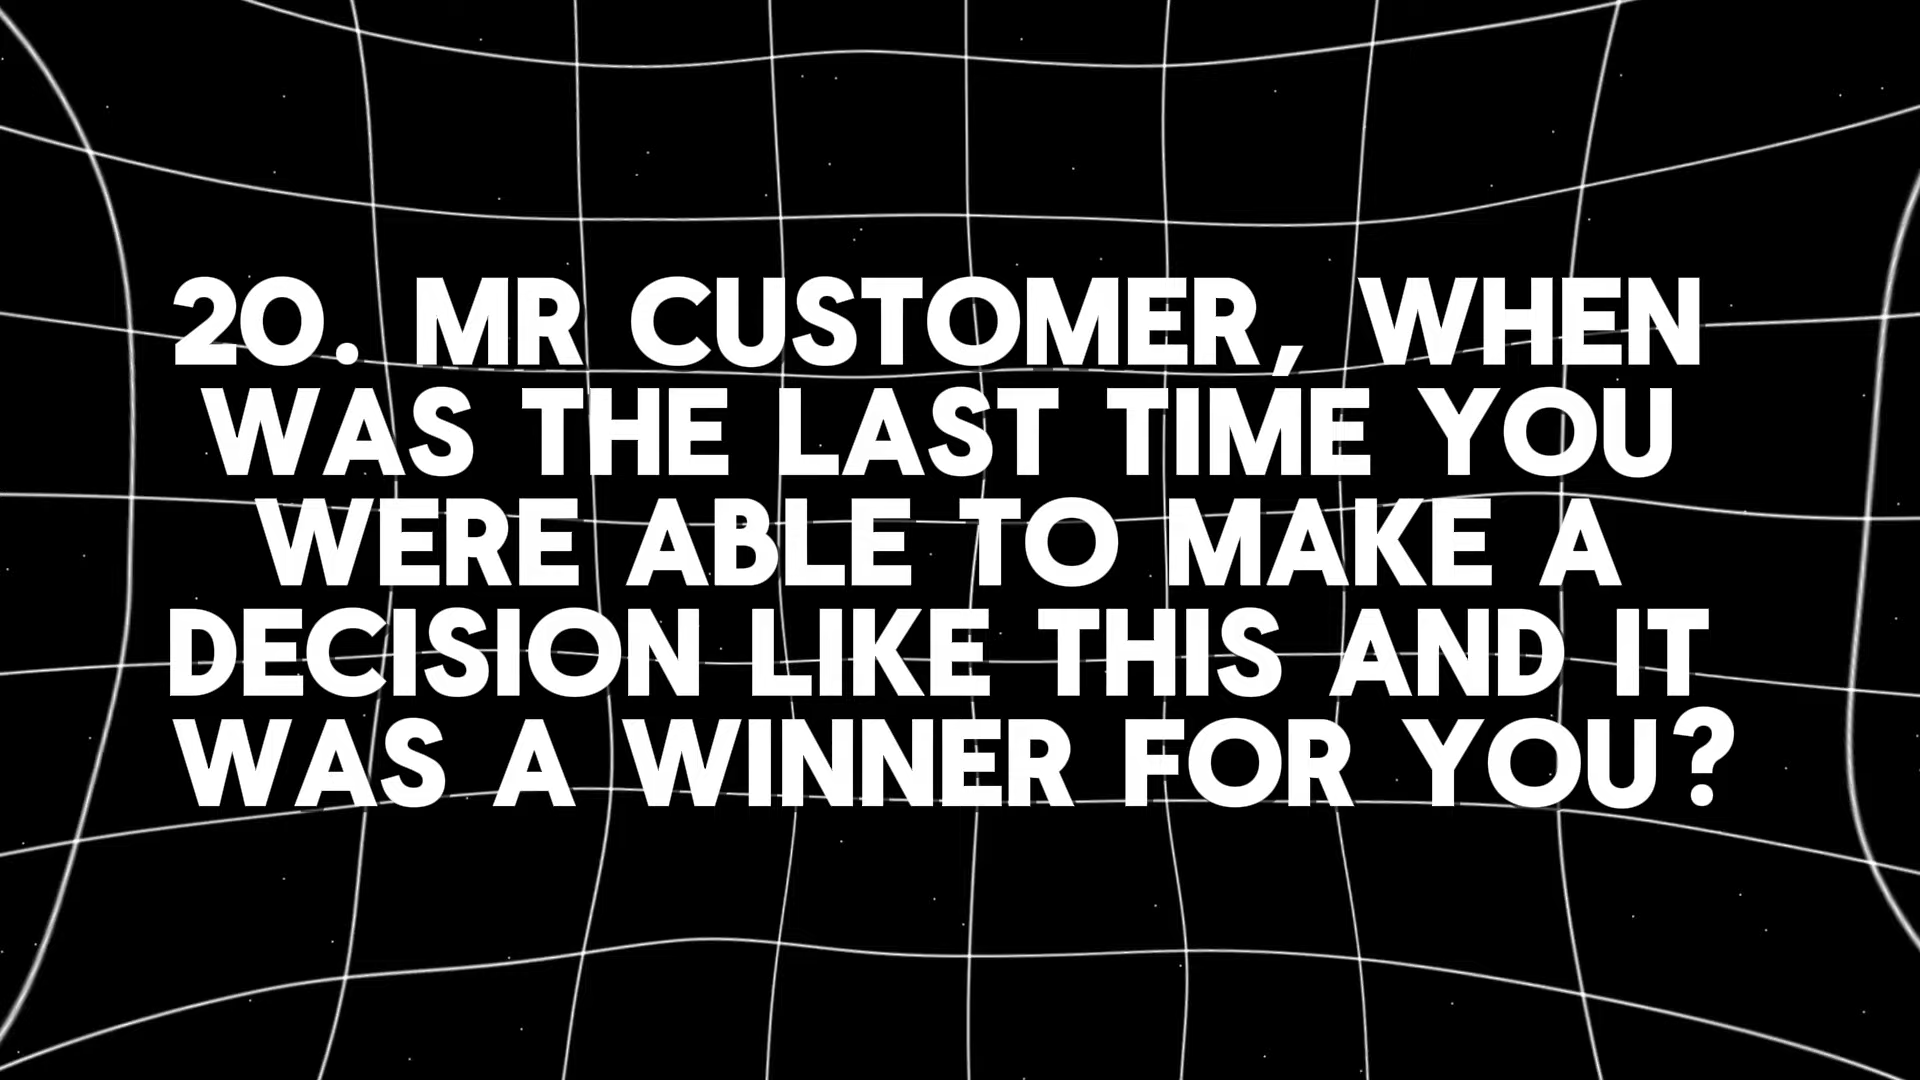 20. MR CUSTOMER, WHEN
WAS THE LAST TIME YOU
WERE ABLE TO MAKE A
DECISION LIKE THIS AND IT
WAS A WINNER FOR YOU?